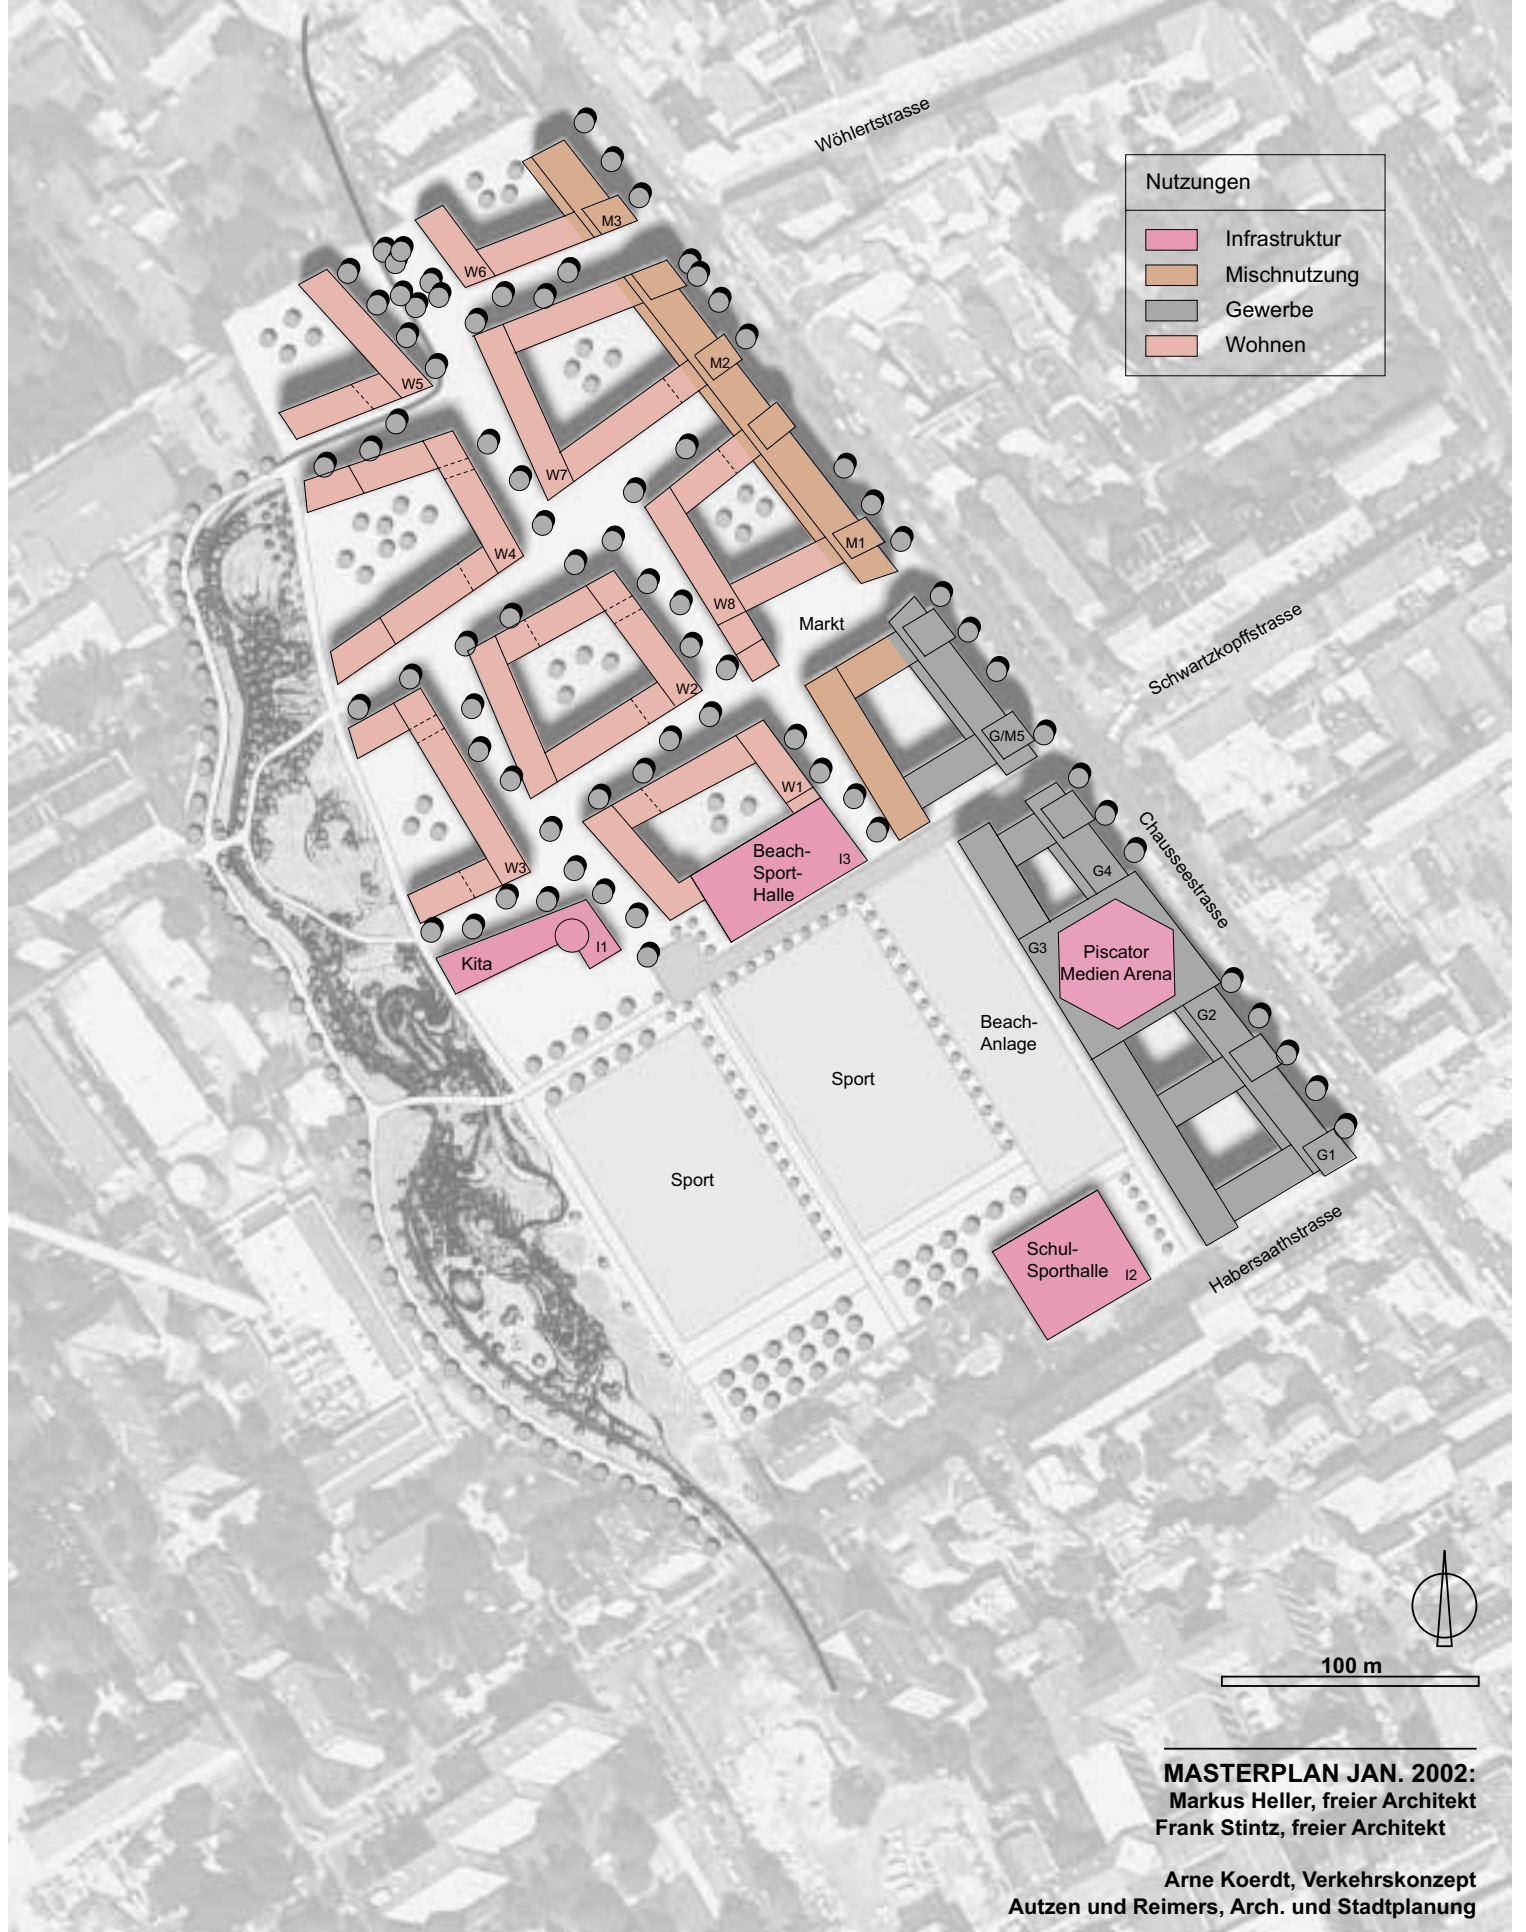 Wöhlertstrasse
Nutzungen
Infrastruktur
Mischnutzung
Gewerbe
Wohnen
M3
W6
W5
M2
W7
W4
M1
W8
Markt
Schwartzkopffstrasse
W2
G/M5
W1
Chausseestrasse
Beach-
Sport-
Halle
I3
G4
W3
Kita
I1
G3
Piscator
Medien Arena
G2
Beach-
Anlage
Sport
Sport
G1
Schul-
Sporthalle
I2
Habersaathstrasse
100 m
MASTERPLAN JAN. 2002:
Markus Heller, freier Architekt
Frank Stintz, freier Architekt
Arne Koerdt, Verkehrskonzept
Autzen und Reimers, Arch. und Stadtplanung